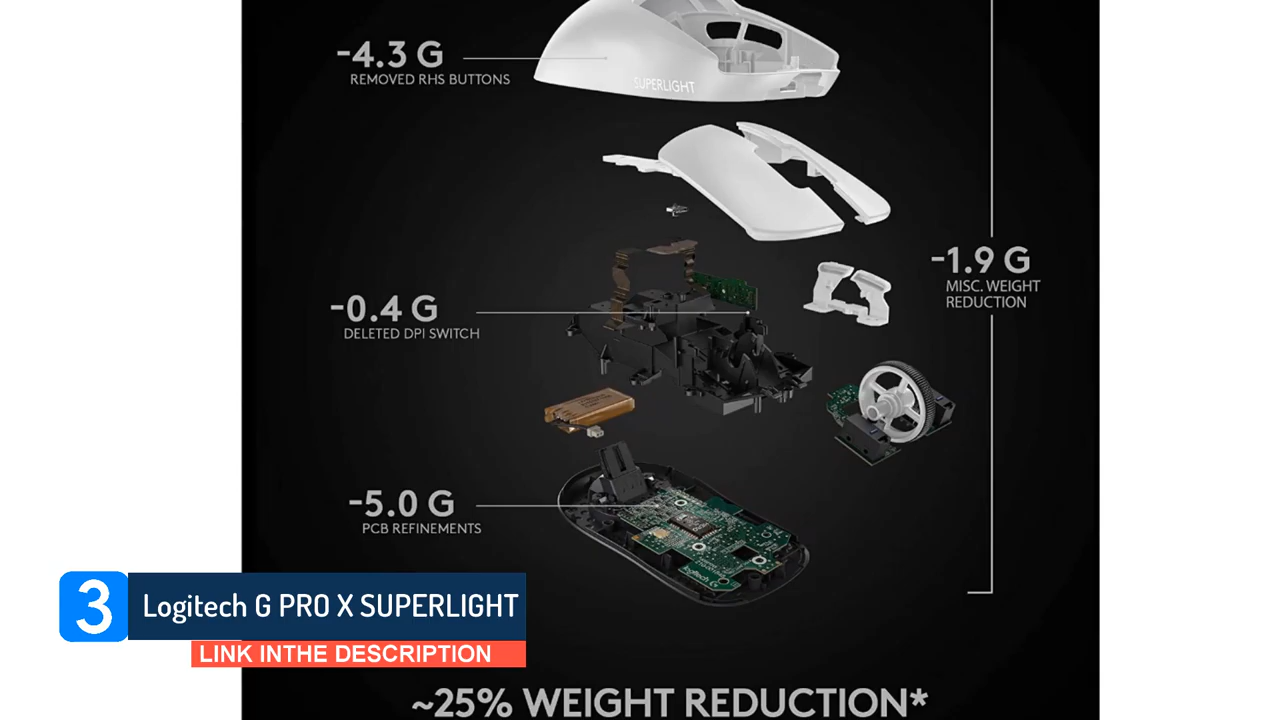 -4.3 G
REMOVED RHS BUTTONS
SUPERLIGHT
-1.9 G
MISC. WEIGHT
REDUCTION
-0.4 G
DELETED DPI SWITCH
-5.0 G
PCB REFINEMENTS
logitech G
3
Logitech G PRO X SUPERLIGHT
LINK INTHE DESCRIPTION
~25% WEIGHT REDUCTION*